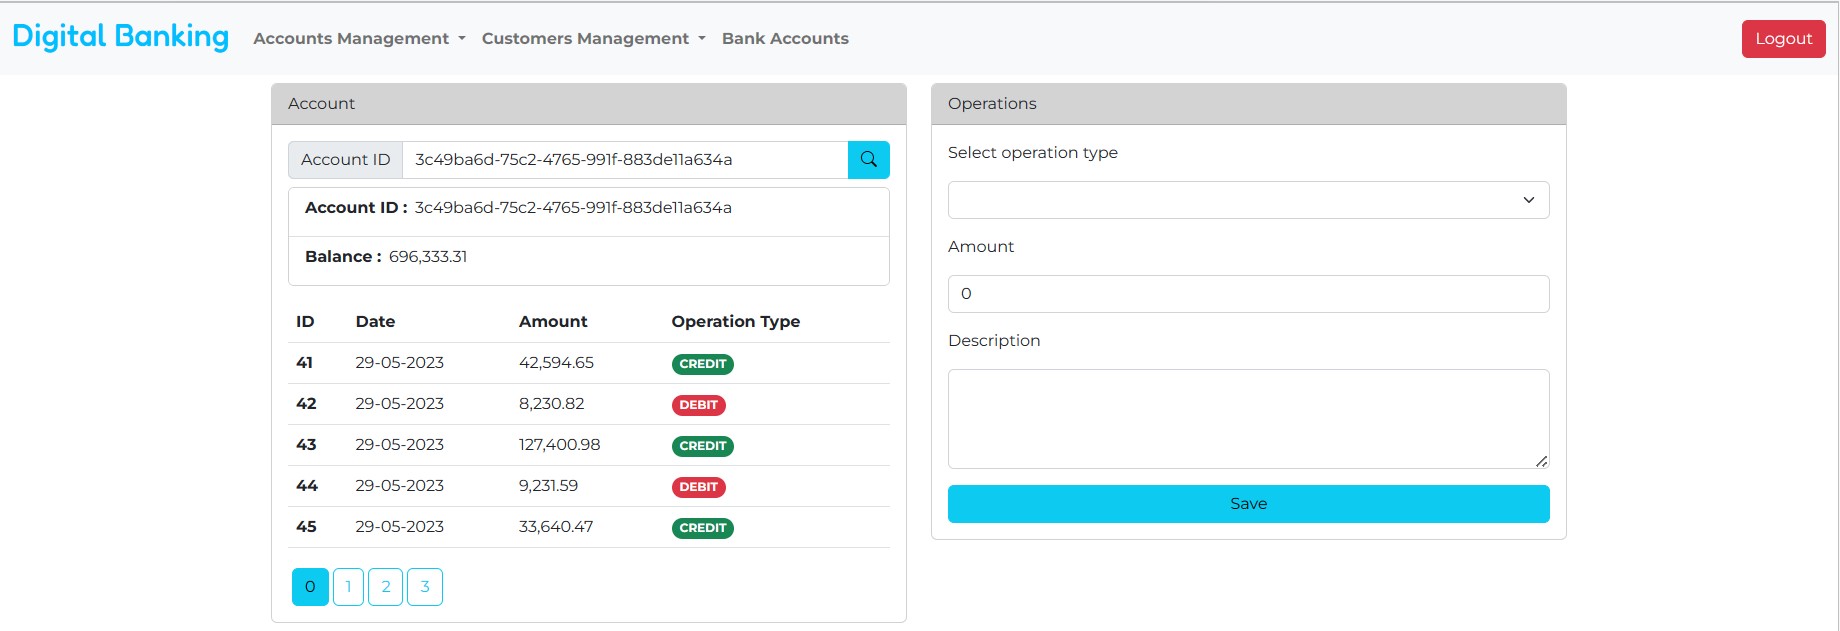 Digital Banking Accounts Management Customers Management Bank Accounts Logout
Account
Account ID 3c49ba6d-75c2-4765-991f-883de11a634a
Account ID : 3c49ba6d-75c2-4765-991f-883de11a634a
Balance : 696,333.31
ID Date Amount Operation Type
41 29-05-2023 42,594.65 CREDIT
42 29-05-2023 8,230.82 DEBIT
43 29-05-2023 127,400.98 CREDIT
44 29-05-2023 9,231.59 DEBIT
45 29-05-2023 33,640.47 CREDIT
0 1 2 3
Operations
Select operation type
Amount
0
Description
Save